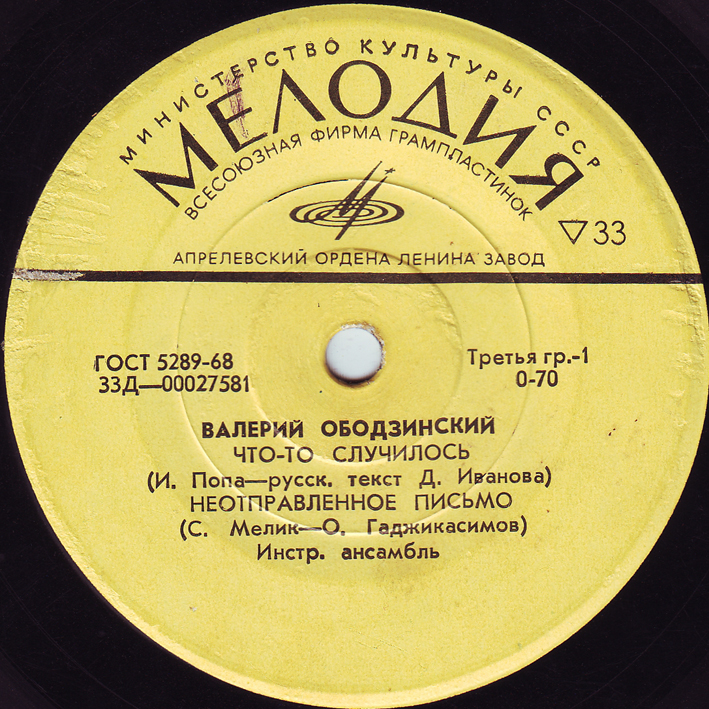 МИНИСТЕРСТВО КУЛЬТУРЫ СССР
МЕЛОДИЯ
ВСЕСОЮЗНАЯ ФИРМА ГРАМПЛАСТИНОК
33
АПРЕЛЕВСКИЙ ОРДЕНА ЛЕНИНА ЗАВОД
ГОСТ 5289-68
33Д—00027581
Третья гр.-1
0-70
ВАЛЕРИЙ ОБОДЗИНСКИЙ
ЧТО-ТО СЛУЧИЛОСЬ
(И. Попа—русск. текст Д. Иванова)
НЕОТПРАВЛЕННОЕ ПИСЬМО
(С. Мелик—О. Гаджикасимов)
Инстр. ансамбль